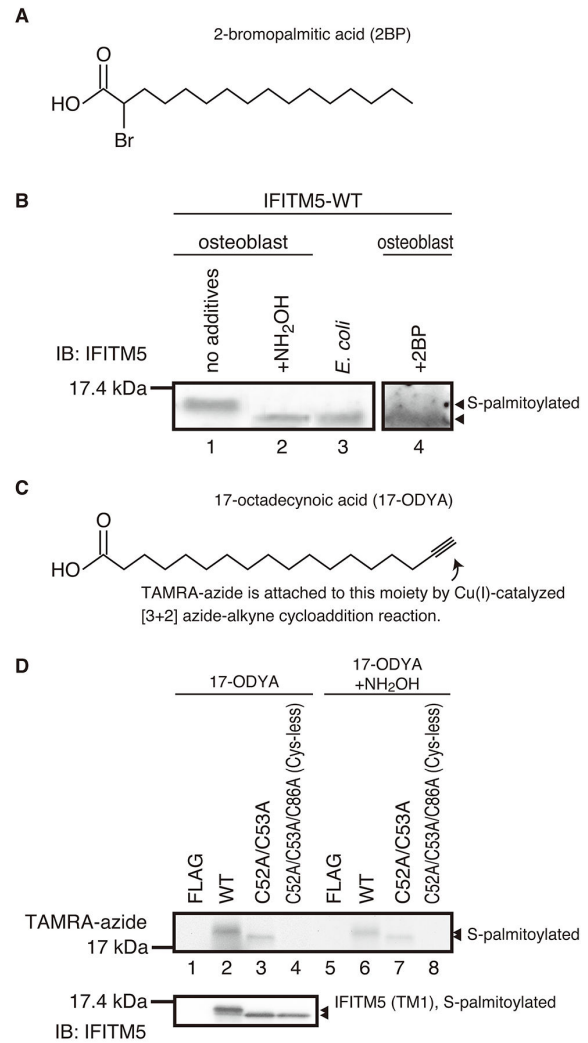 A
2-bromopalmitic acid (2BP)
O
HO
Br
B
IFITM5-WT
osteoblast
osteoblast
no additives
+NH2OH
E. coli
+2BP
IB: IFITM5
17.4 kDa
S-palmitoylated
1 2 3 4
C
17-octadecynoic acid (17-ODYA)
O
HO
TAMRA-azide is attached to this moiety by Cu(I)-catalyzed
[3+2] azide-alkyne cycloaddition reaction.
D
17-ODYA
17-ODYA
+NH2OH
FLAG
WT
C52A/C53A
C52A/C53A/C86A (Cys-less)
FLAG
WT
C52A/C53A
C52A/C53A/C86A (Cys-less)
TAMRA-azide
17 kDa
S-palmitoylated
1 2 3 4 5 6 7 8
17.4 kDa
IFITM5 (TM1), S-palmitoylated
IB: IFITM5